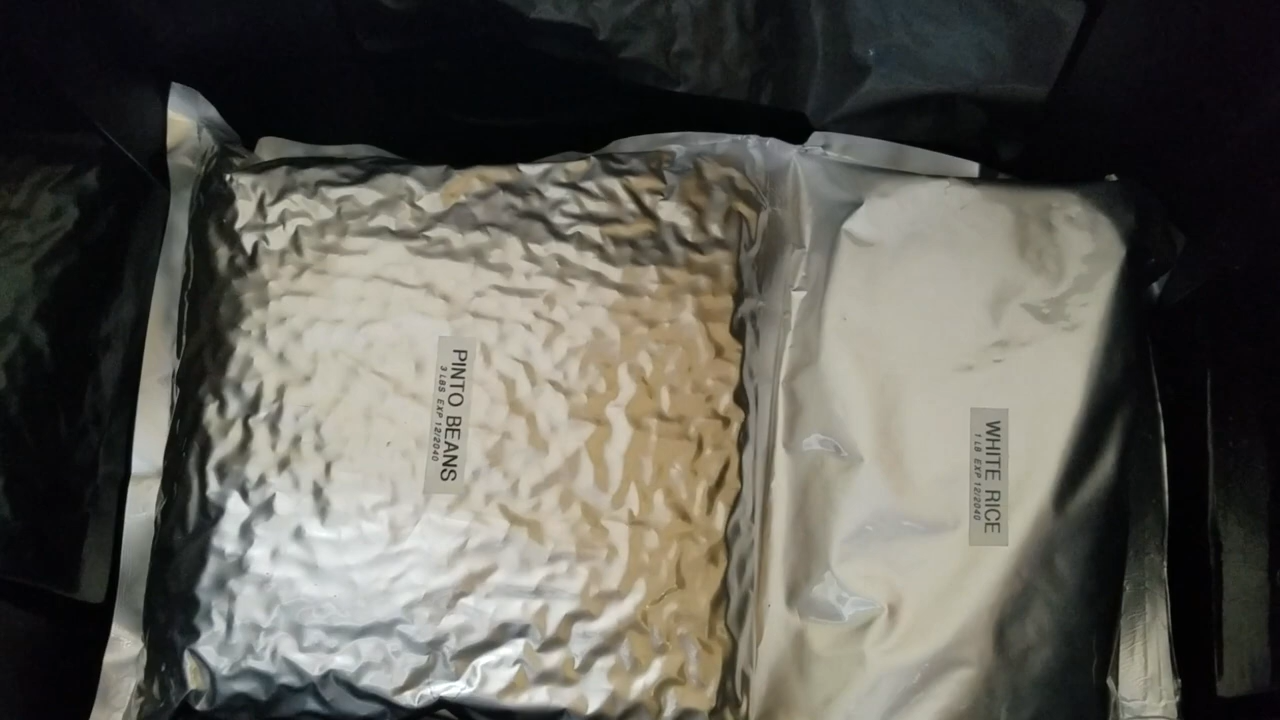 PINTO BEANS
3 LBS EXP 12/2040
WHITE RICE
1 LB EXP 12/2040